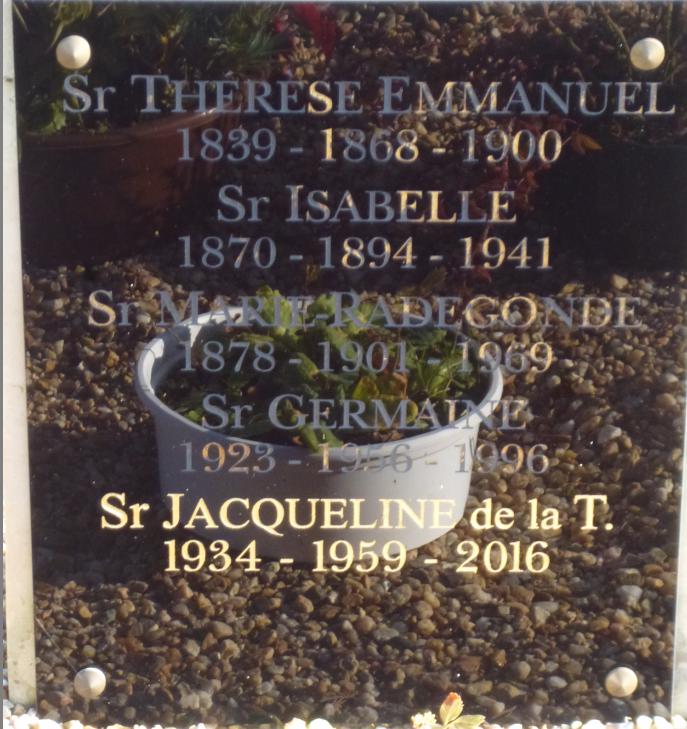 Sr THERESE EMMANUEL
1839 - 1868 - 1900
Sr ISABELLE
1870 - 1894 - 1941
Sr MARIE-RADEGONDE
1878 - 1901 - 1969
Sr GERMAINE
1923 - 1956 - 1996
Sr JACQUELINE de la T.
1934 - 1959 - 2016